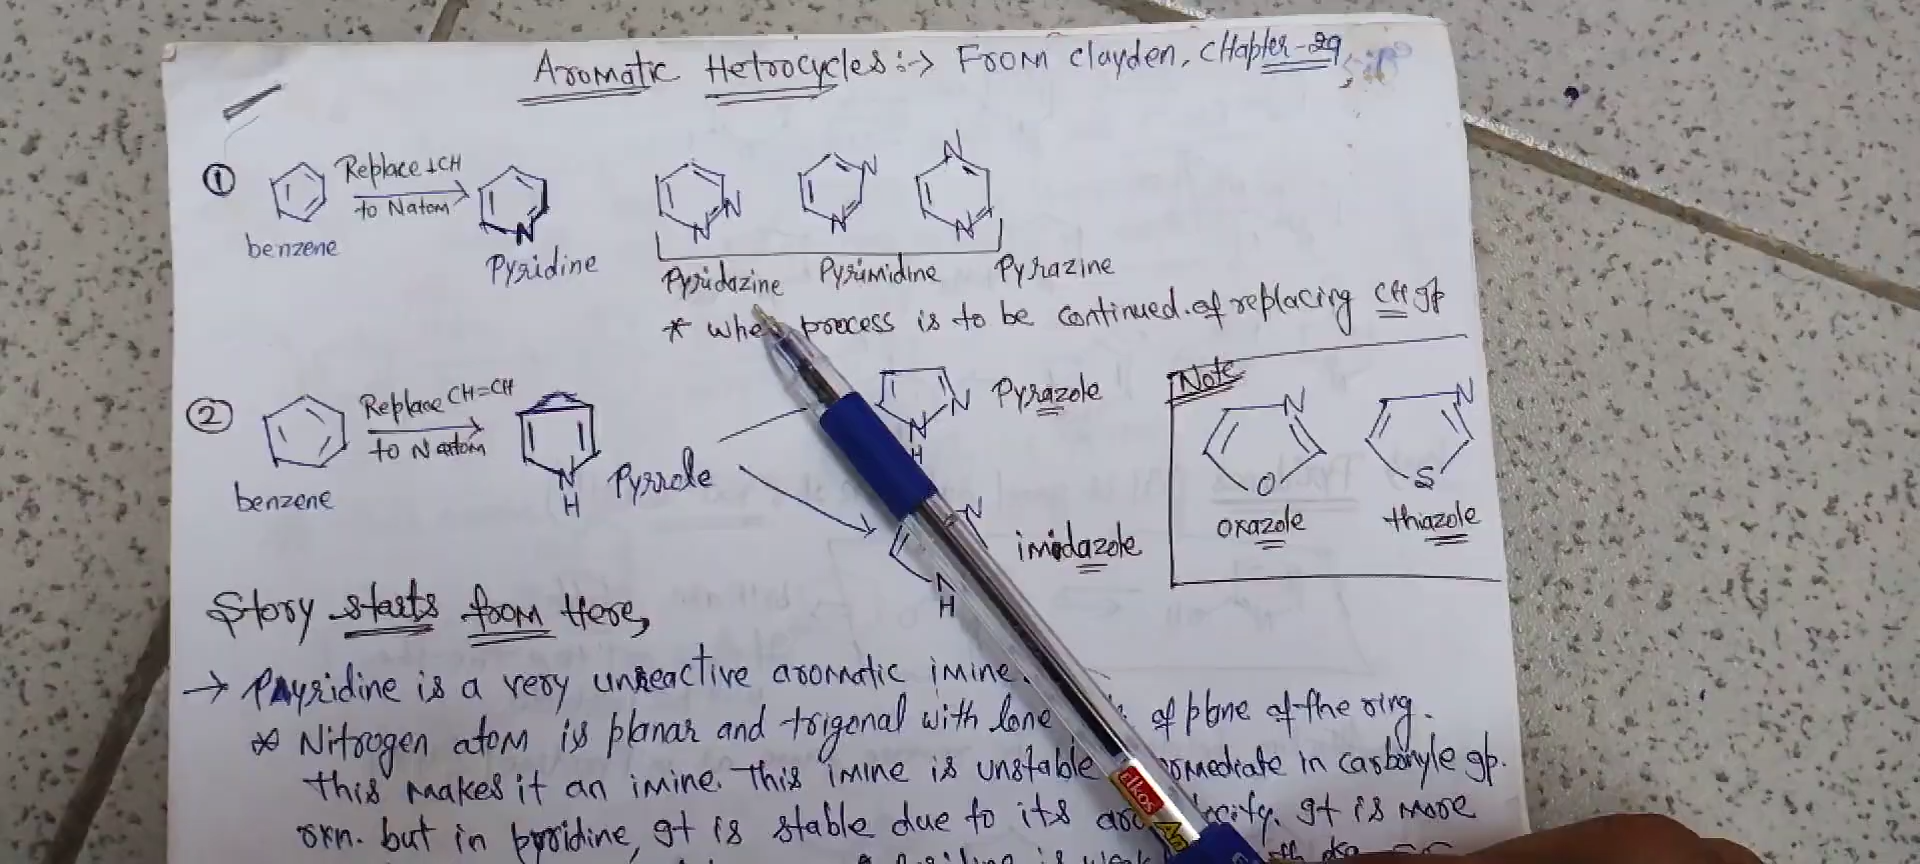 Aromatic Hetrocycles:-> From Clayden, CHapter-29,
① benzene Replace 1CH to N atom Pyridine N
N N N N N N
Pyridazine Pyrimidine Pyrazine
* when process is to be continued of replacing CH gp
② benzene Replace CH=CH to N atom N H Pyrrole
N N H Pyrazole
N N H imidazole
Note
N O oxazole
N S thiazole
Story starts from Here,
→ Pyridine is a very unreactive aromatic imine.
* Nitrogen atom is planar and trigonal with lone of plane of the ring.
this makes it an imine. This imine is unstable in carbonyle gp.
rxn. but in pyridine, It is stable due to its It is more
is